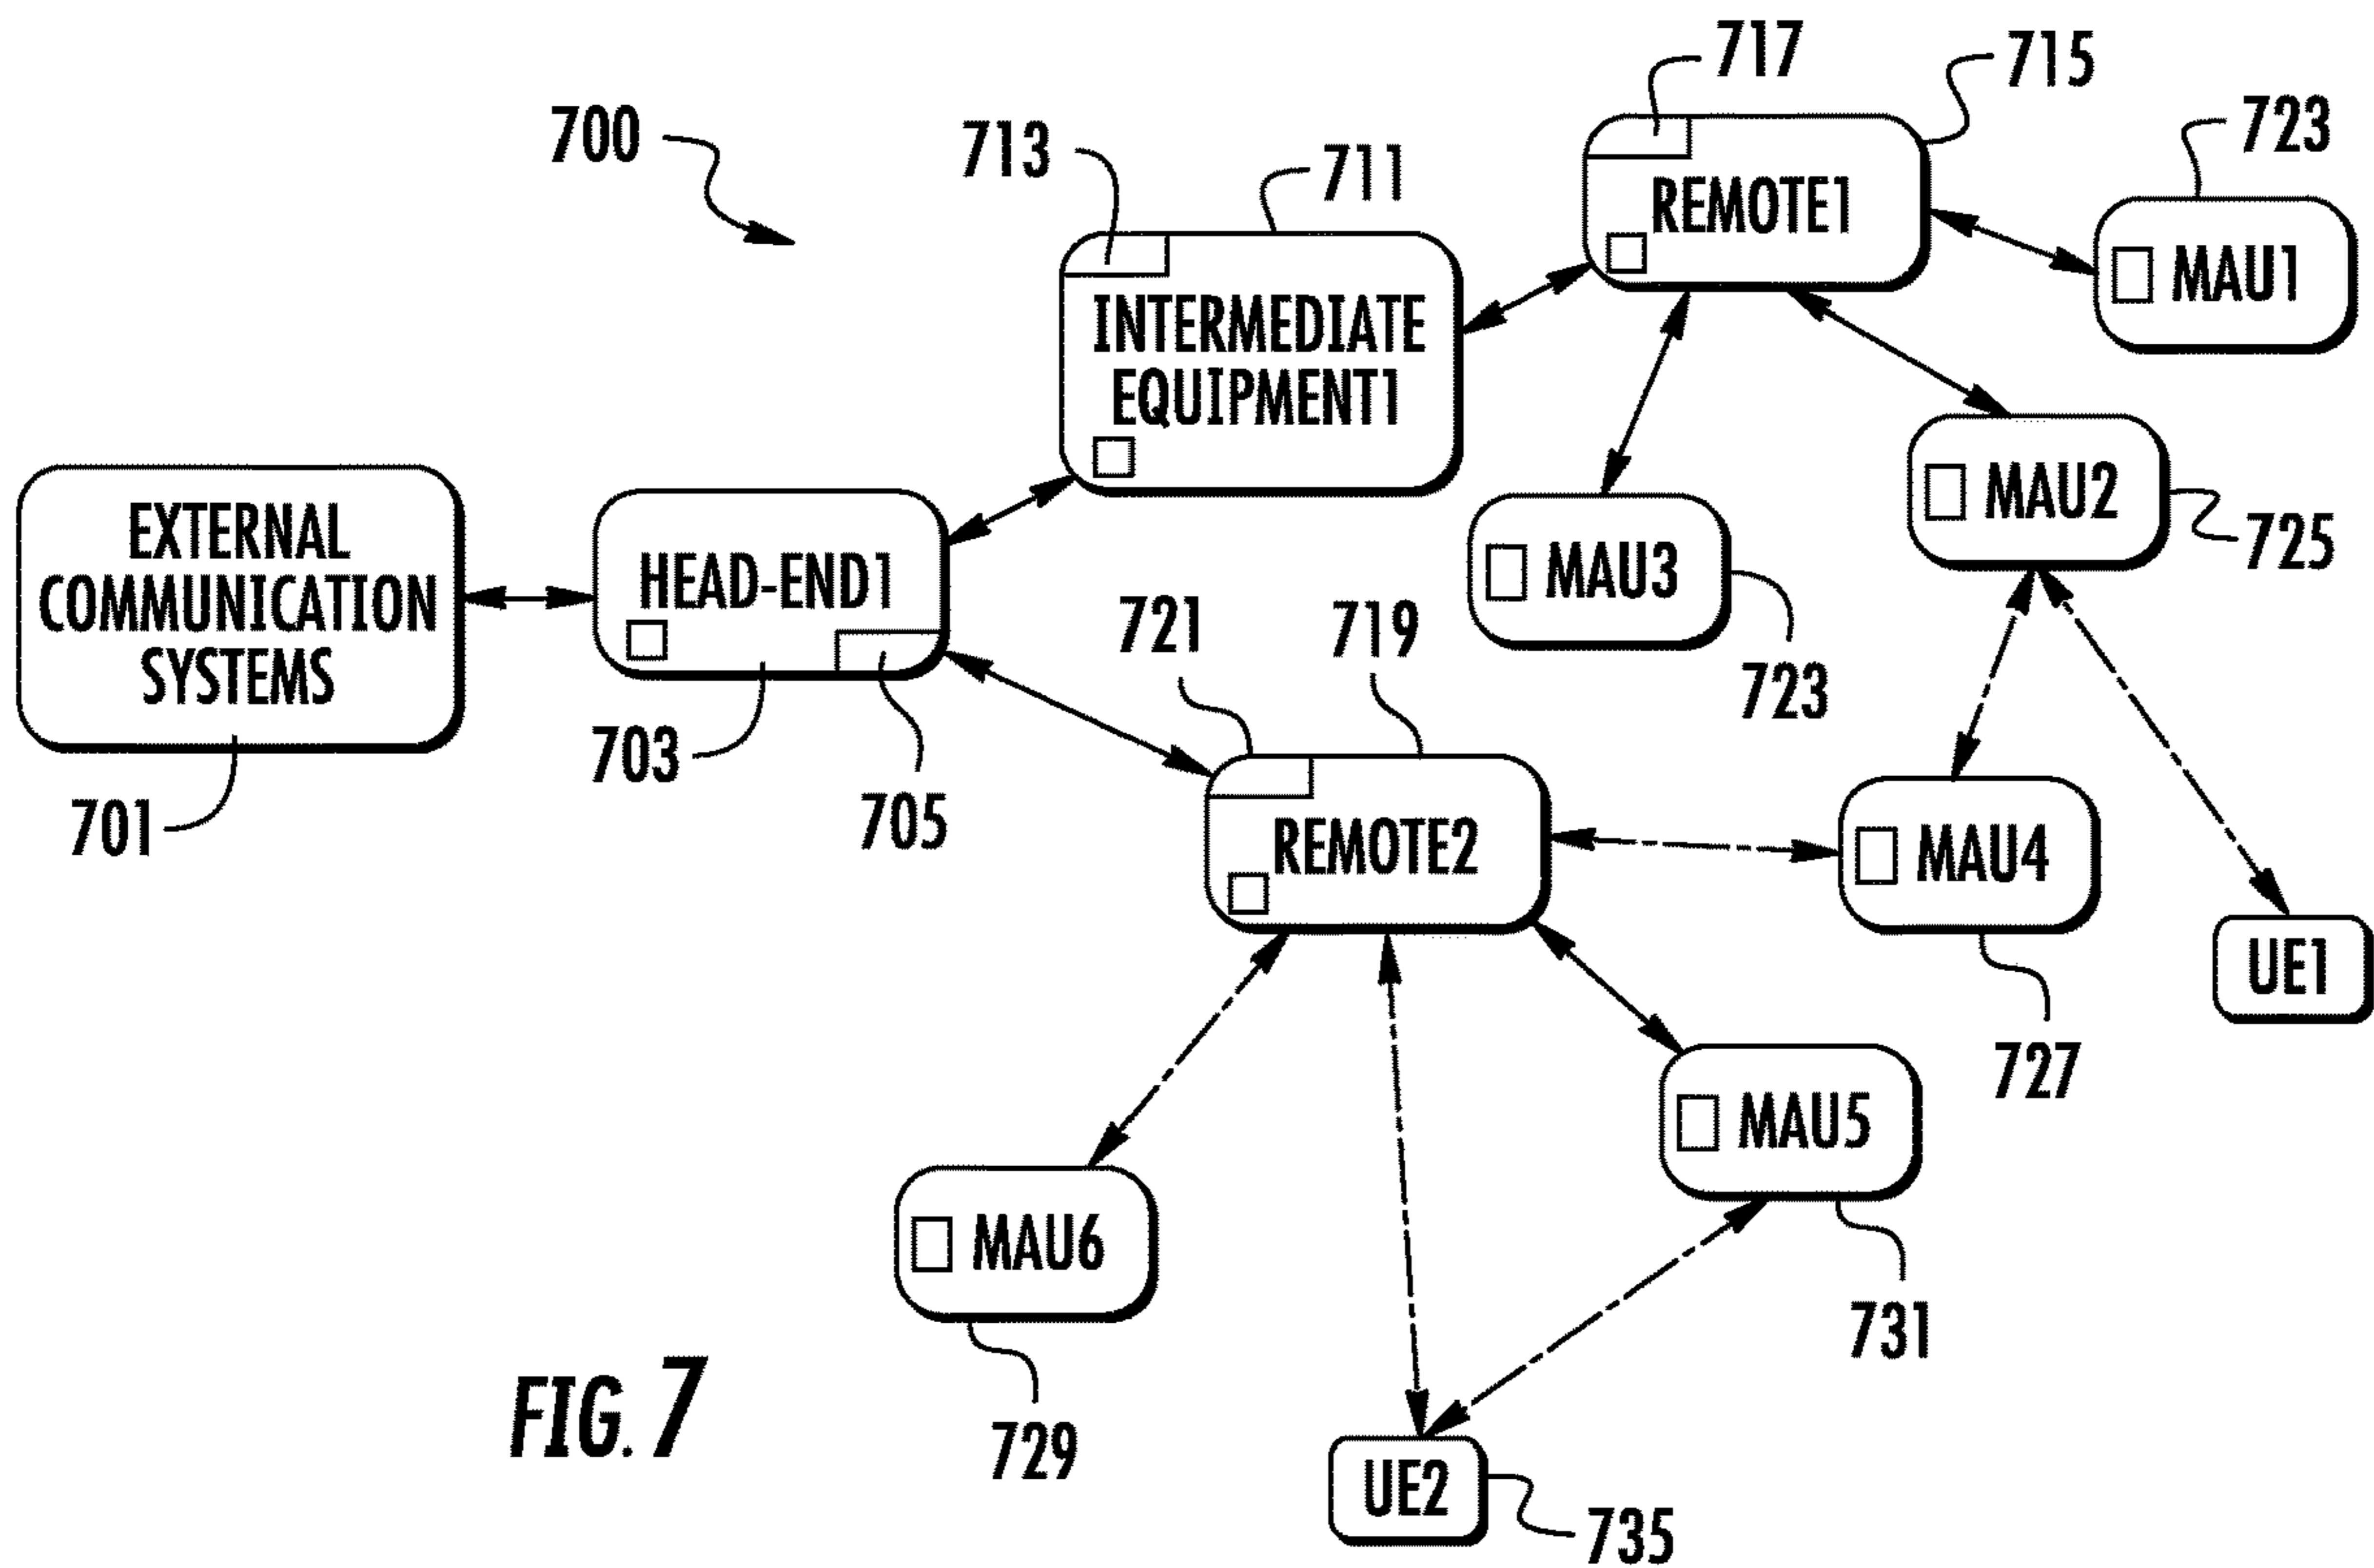 717
715
700
713
711
723
REMOTE1
MAU1
INTERMEDIATE
EQUIPMENT1
MAU2
725
EXTERNAL
COMMUNICATION
SYSTEMS
HEAD-END1
MAU3
723
721
719
703
705
701
REMOTE2
MAU4
UE1
727
MAU5
731
MAU6
729
FIG. 7
UE2
735